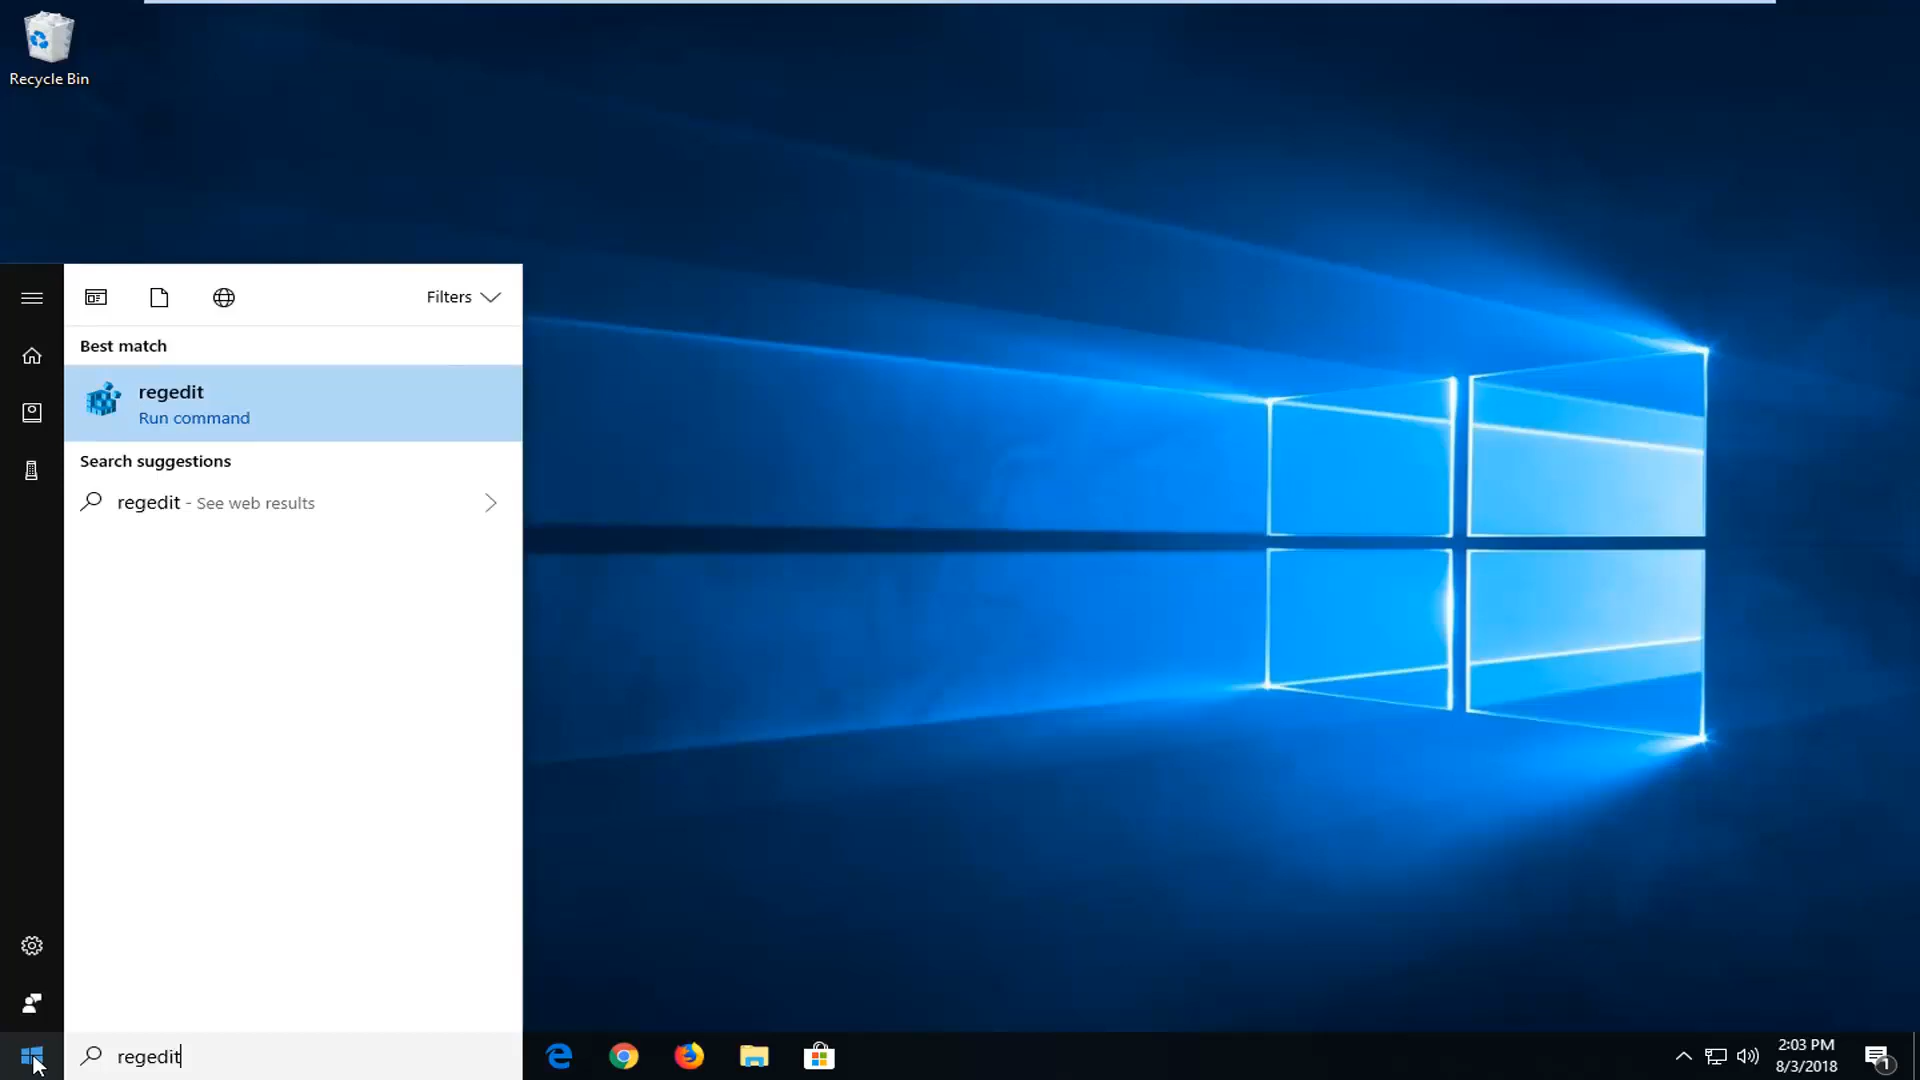 Recycle Bin
Filters
Best match
regedit
Run command
Search suggestions
regedit - See web results
regedit
2:03 PM
8/3/2018
1